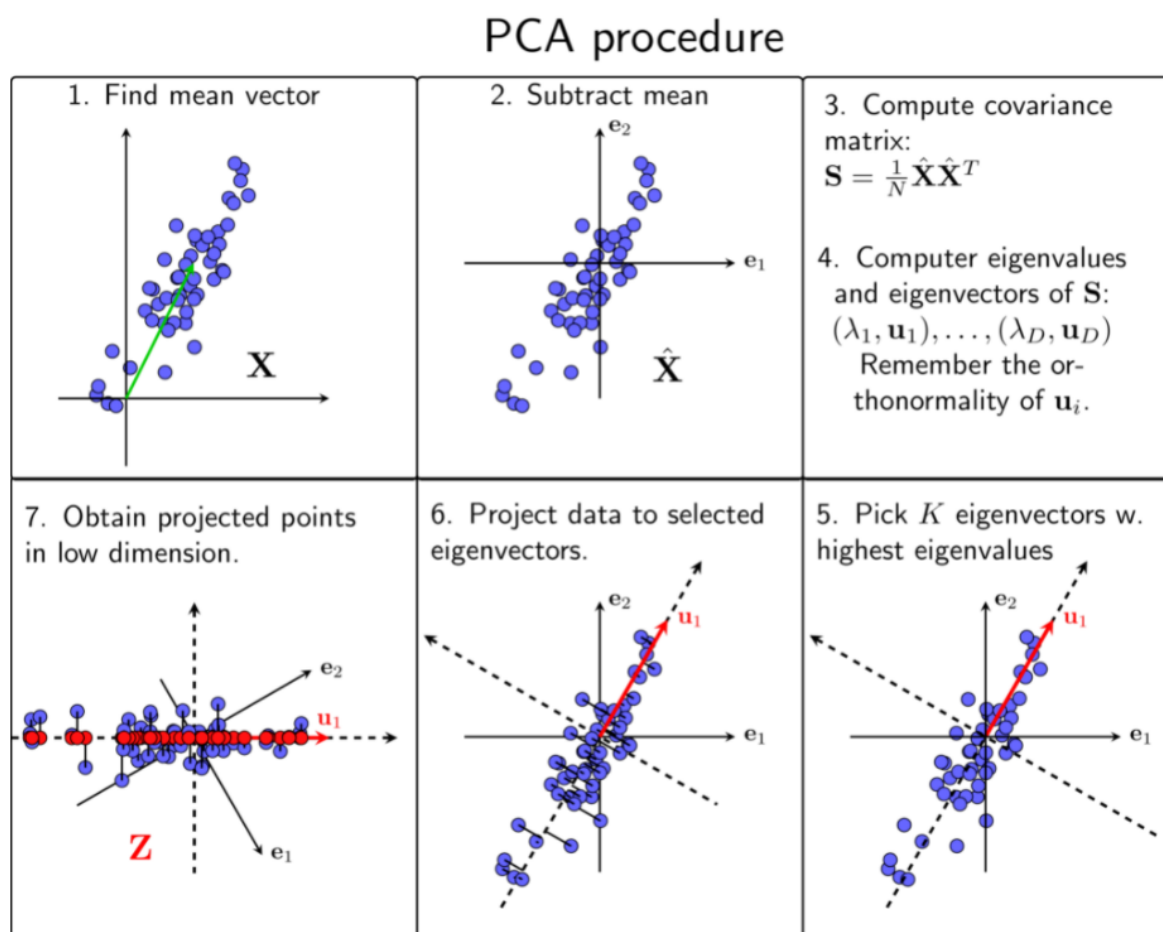 PCA procedure
1. Find mean vector
X
2. Subtract mean
e₂
e₁
X̂
3. Compute covariance
matrix:
S = 1/N X̂X̂ᵀ
4. Computer eigenvalues
and eigenvectors of S:
(λ₁, u₁), . . . , (λD, uD)
Remember the or-
thonormality of uᵢ.
7. Obtain projected points
in low dimension.
e₂
u₁
Z
e₁
6. Project data to selected
eigenvectors.
e₂
u₁
e₁
5. Pick K eigenvectors w.
highest eigenvalues
e₂
u₁
e₁